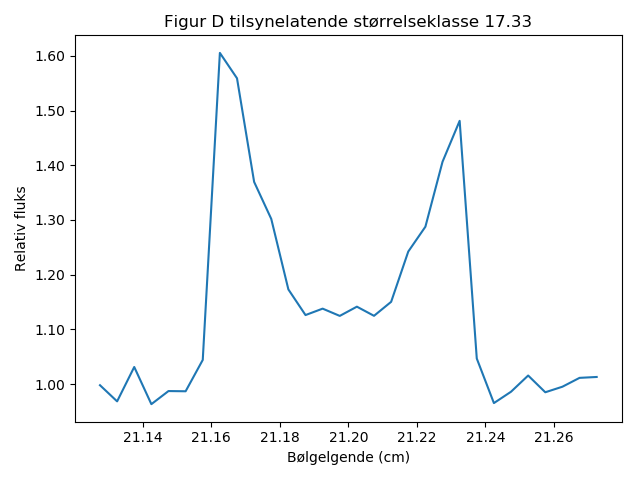 Figur D tilsynelatende størrelseklasse 17.33
1.60
1.50
1.40
1.30
1.20
1.10
1.00
Relativ fluks
21.14 21.16 21.18 21.20 21.22 21.24 21.26
Bølgelgende (cm)